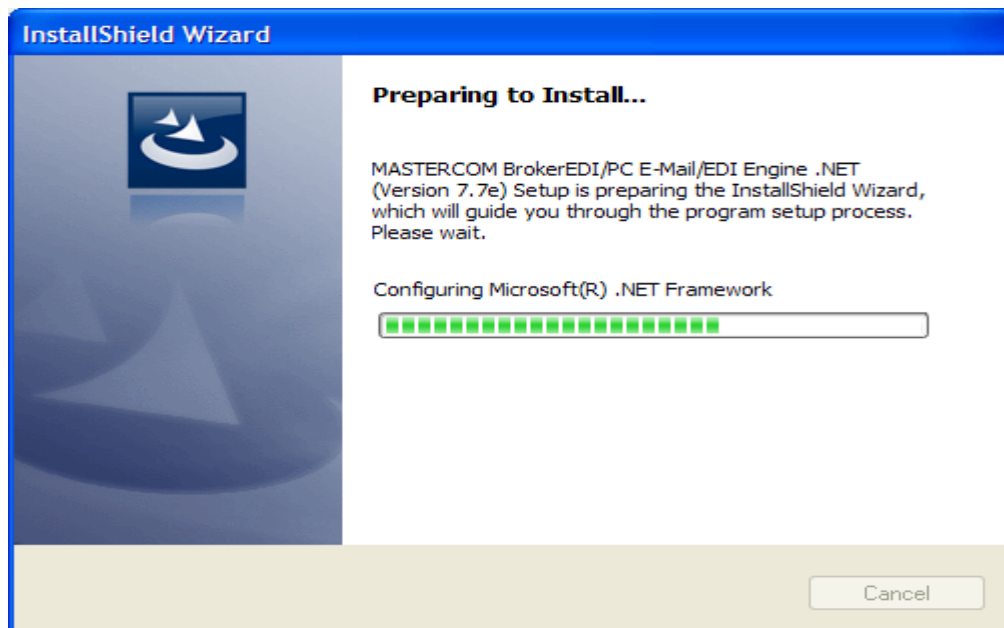 InstallShield Wizard
Preparing to Install...
MASTERCOM BrokerEDI/PC E-Mail/EDI Engine .NET
(Version 7.7e) Setup is preparing the InstallShield Wizard,
which will guide you through the program setup process.
Please wait.
Configuring Microsoft(R) .NET Framework
Cancel